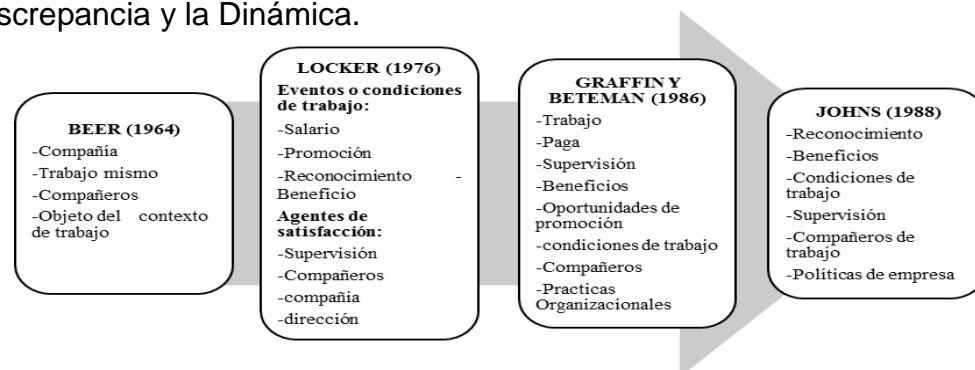 screpancia y la Dinámica.
BEER (1964)
-Compañía
-Trabajo mismo
-Compañeros
-Objeto del contexto
de trabajo
LOCKER (1976)
Eventos o condiciones
de trabajo:
-Salario
-Promoción
-Reconocimiento -
Beneficio
Agentes de
satisfacción:
-Supervisión
-Compañeros
-compañia
-dirección
GRAFFIN Y
BETEMAN (1986)
-Trabajo
-Paga
-Supervisión
-Beneficios
-Oportunidades de
promoción
-condiciones de trabajo
-Compañeros
-Practicas
Organizacionales
JOHNS (1988)
-Reconocimiento
-Beneficios
-Condiciones de
trabajo
-Supervisión
-Compañeros de
trabajo
-Políticas de empresa